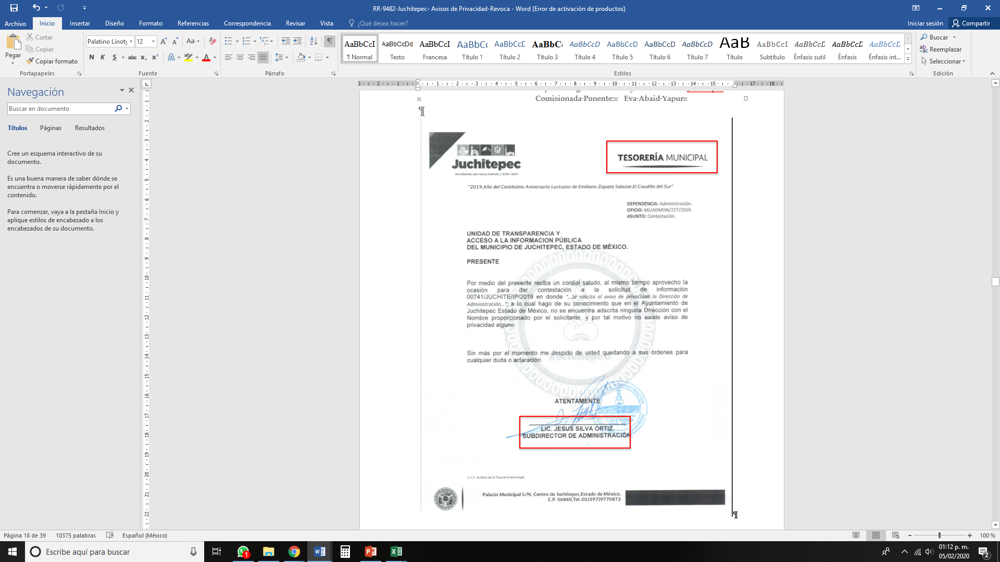 RR-9482-Juchitepec- Avisos de Privacidad-Revoca - Word (Error de activación de productos)
Archivo Inicio Insertar Diseño Formato Referencias Correspondencia Revisar Vista ¿Qué desea hacer? Iniciar sesión Compartir
Pegar
Cortar
Copiar
Copiar formato
Portapapeles
Palatino Linoty 12
N K S abc x₂ x²
Fuente
Párrafo
AaBbCcI AaBbCcDd AaBbCcI AaBbCc AaBbCcD AaBbC AaBbCcD AaBbCcD AaBbCcD AaBbCcD AaB AaBbCcI AaBbCcD AaBbCcD AaBbCcD
¶ Normal Texto Francesa Título 1 Título 2 Título 3 Título 4 Título 5 Título 6 Título 7 Título Subtítulo Énfasis sutil Énfasis Énfasis int...
Estilos
Buscar
Reemplazar
Seleccionar
Edición
Navegación
Buscar en documento
Títulos Páginas Resultados
Cree un esquema interactivo de su
documento.
Es una buena manera de saber dónde se
encuentra o moverse rápidamente por el
contenido.
Para comenzar, vaya a la pestaña Inicio y
aplique estilos de encabezado a los
encabezados de su documento.
Comisionada·Ponente:¤ Eva·Abaid·Yapur¤
¶
Juchitepec
Escribiendo una nueva historia | 2019 • 2021
TESORERÍA MUNICIPAL
"2019.Año del Centésimo Aniversario Luctuoso de Emiliano Zapata Salazar.El Caudillo del Sur"
DEPENDENCIA: Administración.
OFICIO: MJ/ADMON/227/2019.
ASUNTO: Contestación.
UNIDAD DE TRANSPARENCIA Y
ACCESO A LA INFORMACION PÚBLICA
DEL MUNICIPIO DE JUCHITEPEC, ESTADO DE MÉXICO.
PRESENTE
Por medio del presente reciba un cordial saludo, al mismo tiempo aprovecho la
ocasión para dar contestación a la solicitud de información
00741/JUCHITE/IP/2019 en donde "...Se solicita el aviso de privacidad la Dirección de
Administración..."; a lo cual hago de su conocimiento que en el Ayuntamiento de
Juchitepec Estado de México, no se encuentra adscrita ninguna Dirección con el
Nombre proporcionado por el solicitante, y por tal motivo no existe aviso de
privacidad alguno.
Sin más por el momento me despido de usted quedando a sus órdenes para
cualquier duda o aclaración.
Xochiltepetl
ATENTAMENTE
LIC. JESUS SILVA ORTIZ.
SUBDIRECTOR DE ADMINISTRACIÓN
C.C.P. Archivo de la Tesorería Municipal.
Palacio Municipal S/N, Centro de Juchitepec,Estado de México,
C.P. 56860,Tel.:01(597)9770872
¶
Página 18 de 39 10375 palabras Español (México) 100 %
Escribe aquí para buscar
01:12 p. m.
05/02/2020